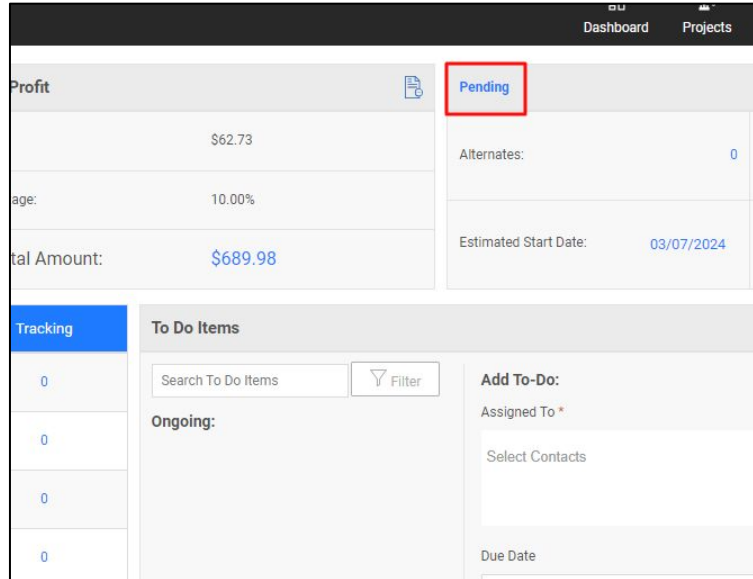 Dashboard Projects
Profit
Pending
$62.73
Alternates: 0
age: 10.00%
Estimated Start Date: 03/07/2024
tal Amount: $689.98
Tracking
To Do Items
0
Search To Do Items
Filter
Add To-Do:
Ongoing:
Assigned To *
0
Select Contacts
0
0
Due Date